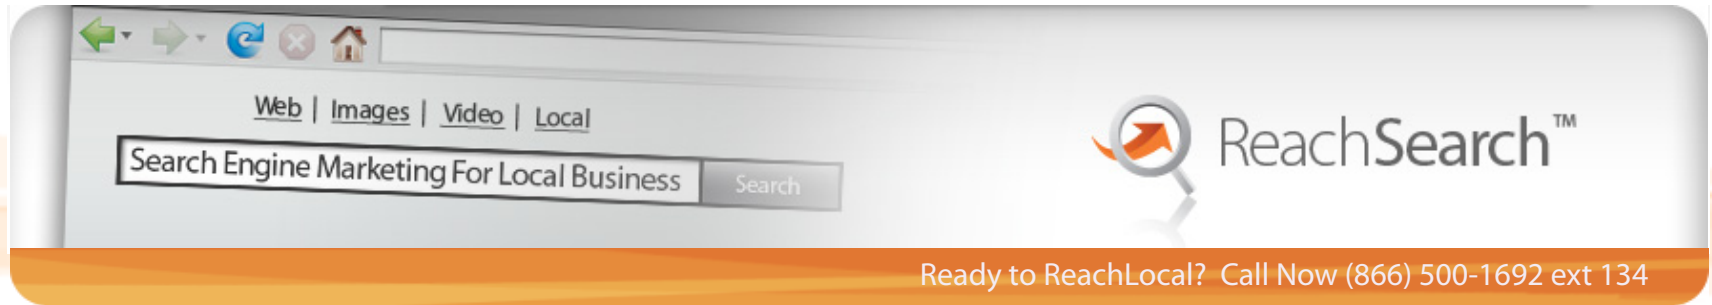 Web | Images | Video | Local
Search Engine Marketing For Local Business
Search
ReachSearch™
Ready to ReachLocal? Call Now (866) 500-1692 ext 134